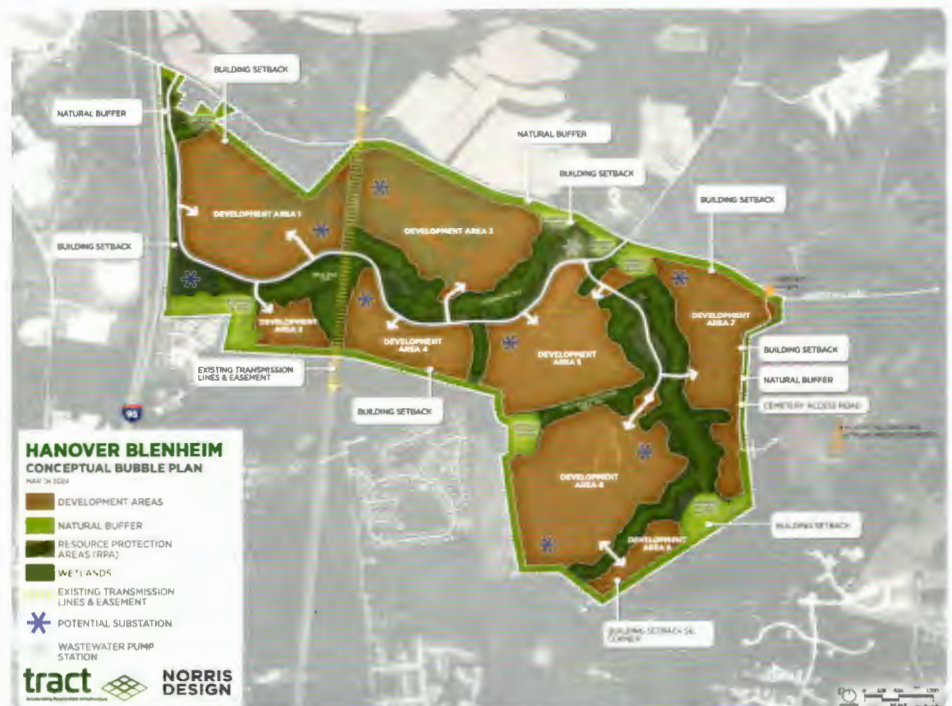 BUILDING SETBACK
NATURAL BUFFER
NATURAL BUFFER
BUILDING SETBACK
BUILDING SETBACK
DEVELOPMENT AREA 1
DEVELOPMENT AREA 3
BUILDING SETBACK
DEVELOPMENT
DEVELOPMENT
AREA 4
DEVELOPMENT
AREA 5
DEVELOPMENT
AREA 7
BUILDING SETBACK
NATURAL BUFFER
CEMETERY ACCESS ROAD
EXISTING TRANSMISSION
LINES & EASEMENT
BUILDING SETBACK
95
DEVELOPMENT
AREA 6
DEVELOPMENT
BUILDING SETBACK
BUILDING SETBACK SE
CORNER
HANOVER BLENHEIM
CONCEPTUAL BUBBLE PLAN
DEVELOPMENT AREAS
NATURAL BUFFER
RESOURCE PROTECTION
AREAS (RPA)
WETLANDS
EXISTING TRANSMISSION
LINES & EASEMENT
POTENTIAL SUBSTATION
WASTEWATER PUMP
STATION
tract
NORRIS
DESIGN